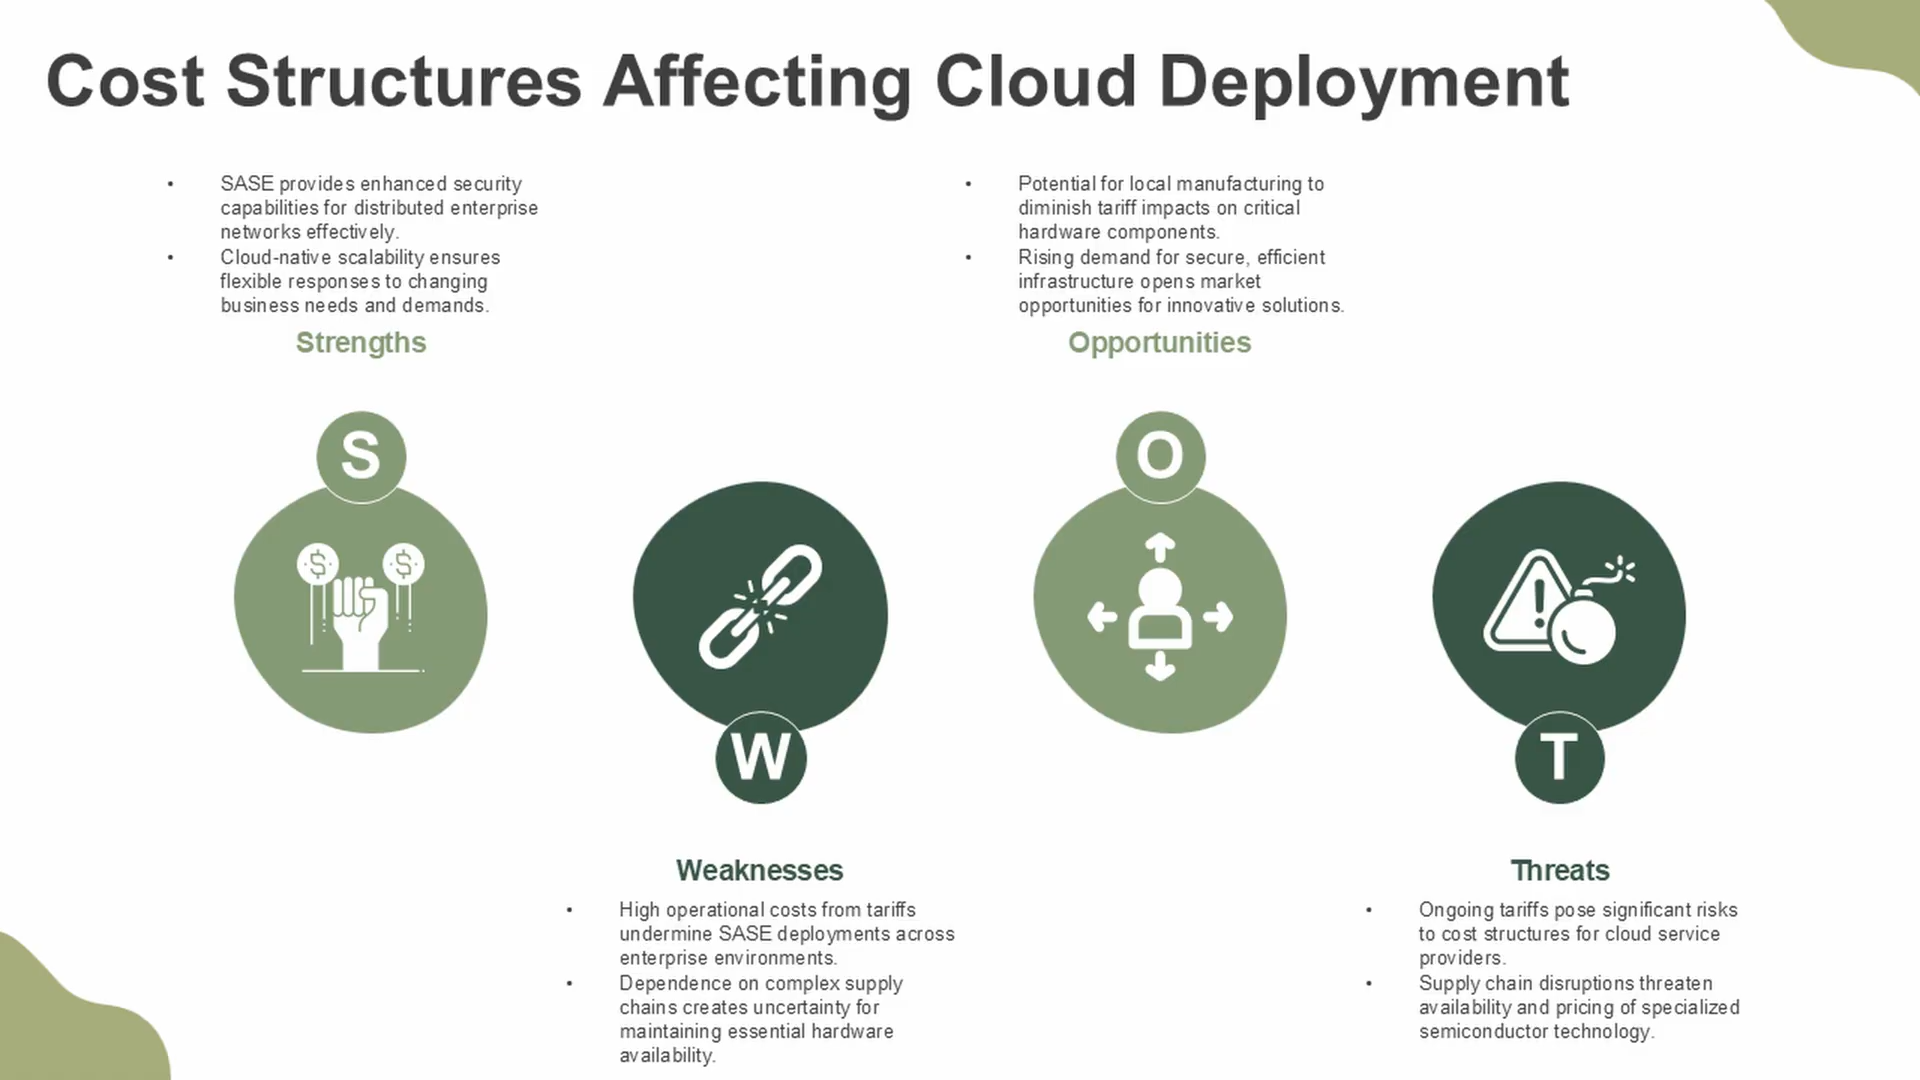 Cost Structures Affecting Cloud Deployment
• SASE provides enhanced security
capabilities for distributed enterprise
networks effectively.
• Cloud-native scalability ensures
flexible responses to changing
business needs and demands.
Strengths
S
$ $
W
Weaknesses
• High operational costs from tariffs
undermine SASE deployments across
enterprise environments.
• Dependence on complex supply
chains creates uncertainty for
maintaining essential hardware
availability.
• Potential for local manufacturing to
diminish tariff impacts on critical
hardware components.
• Rising demand for secure, efficient
infrastructure opens market
opportunities for innovative solutions.
Opportunities
O
T
Threats
• Ongoing tariffs pose significant risks
to cost structures for cloud service
providers.
• Supply chain disruptions threaten
availability and pricing of specialized
semiconductor technology.